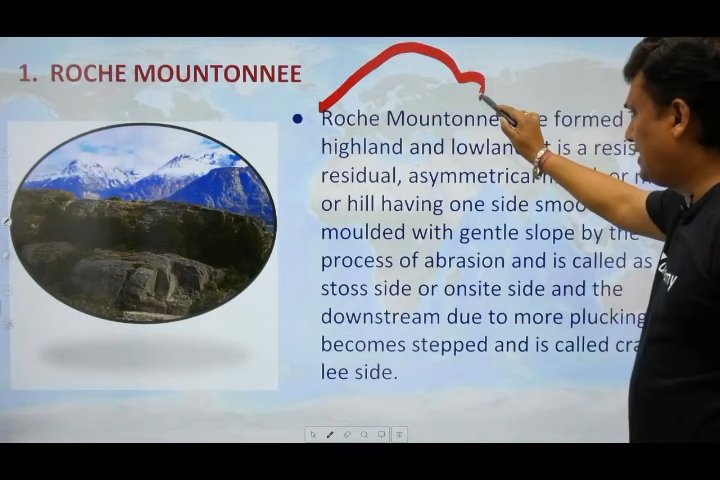 1. ROCHE MOUNTONNEE
Roche Mountonne e formed
highland and lowlan t is a resis
residual, asymmetrical or m
or hill having one side smoo
moulded with gentle slope by the
process of abrasion and is called as
stoss side or onsite side and the
downstream due to more plucking
becomes stepped and is called cra
lee side.